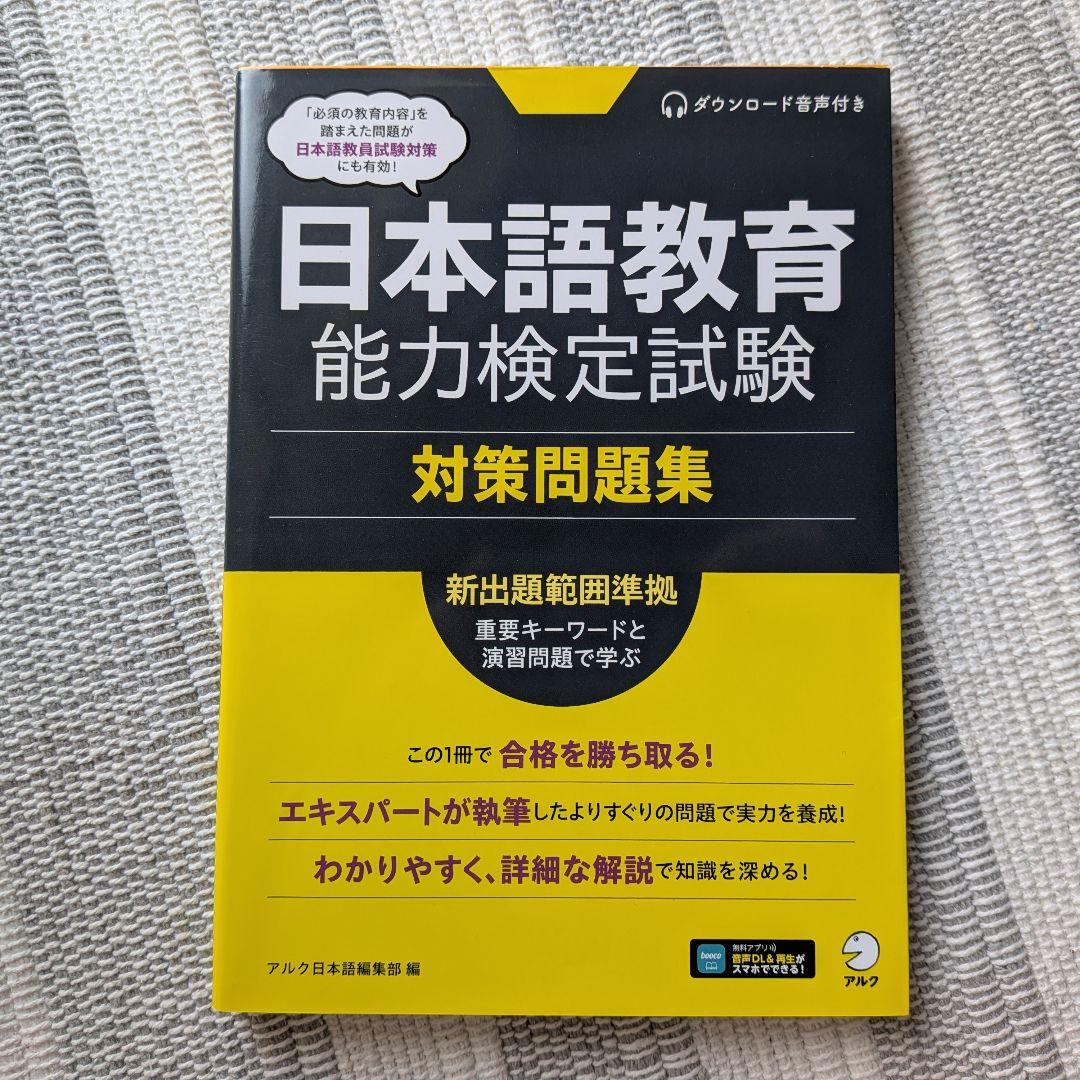 ダウンロード音声付き
「必須の教育内容」を
踏まえた問題が
日本語教員試験対策
にも有効！
日本語教育
能力検定試験
対策問題集
新出題範囲準拠
重要キーワードと
演習問題で学ぶ
この1冊で 合格を勝ち取る！
エキスパートが執筆したよりすぐりの問題で実力を養成！
わかりやすく、詳細な解説で知識を深める！
アルク日本語編集部 編
booco
無料アプリ
音声DL&再生が
スマホでできる！
アルク